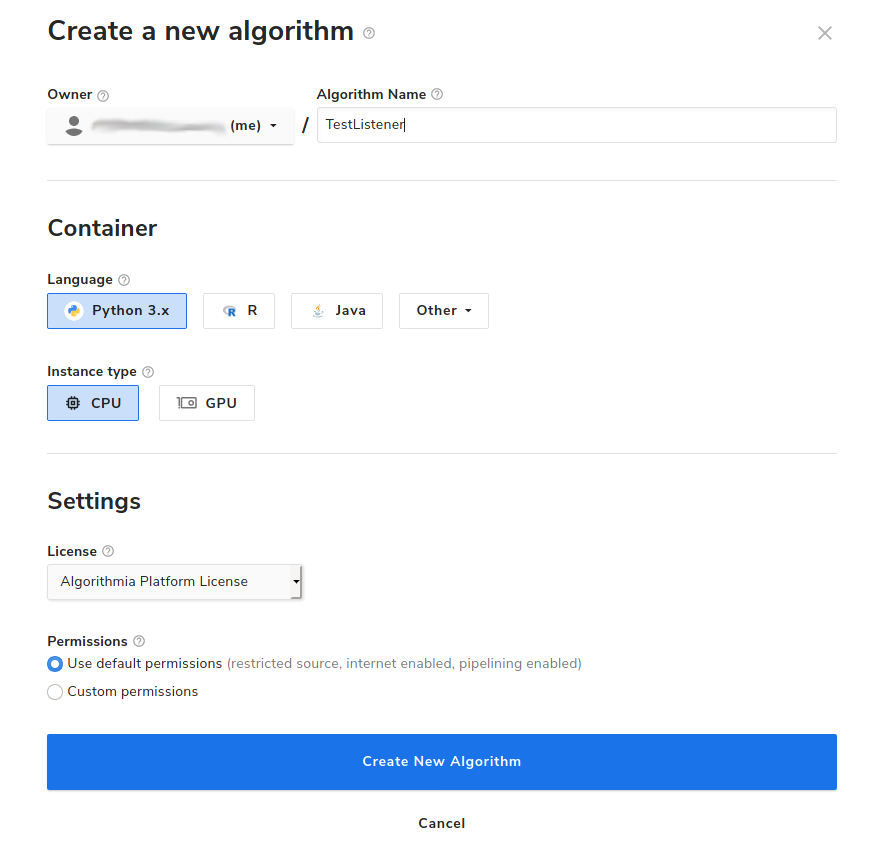 Create a new algorithm
Owner
Algorithm Name
(me)
/
TestListener
Container
Language
Python 3.x
R
Java
Other
Instance type
CPU
GPU
Settings
License
Algorithmia Platform License
Permissions
Use default permissions (restricted source, internet enabled, pipelining enabled)
Custom permissions
Create New Algorithm
Cancel